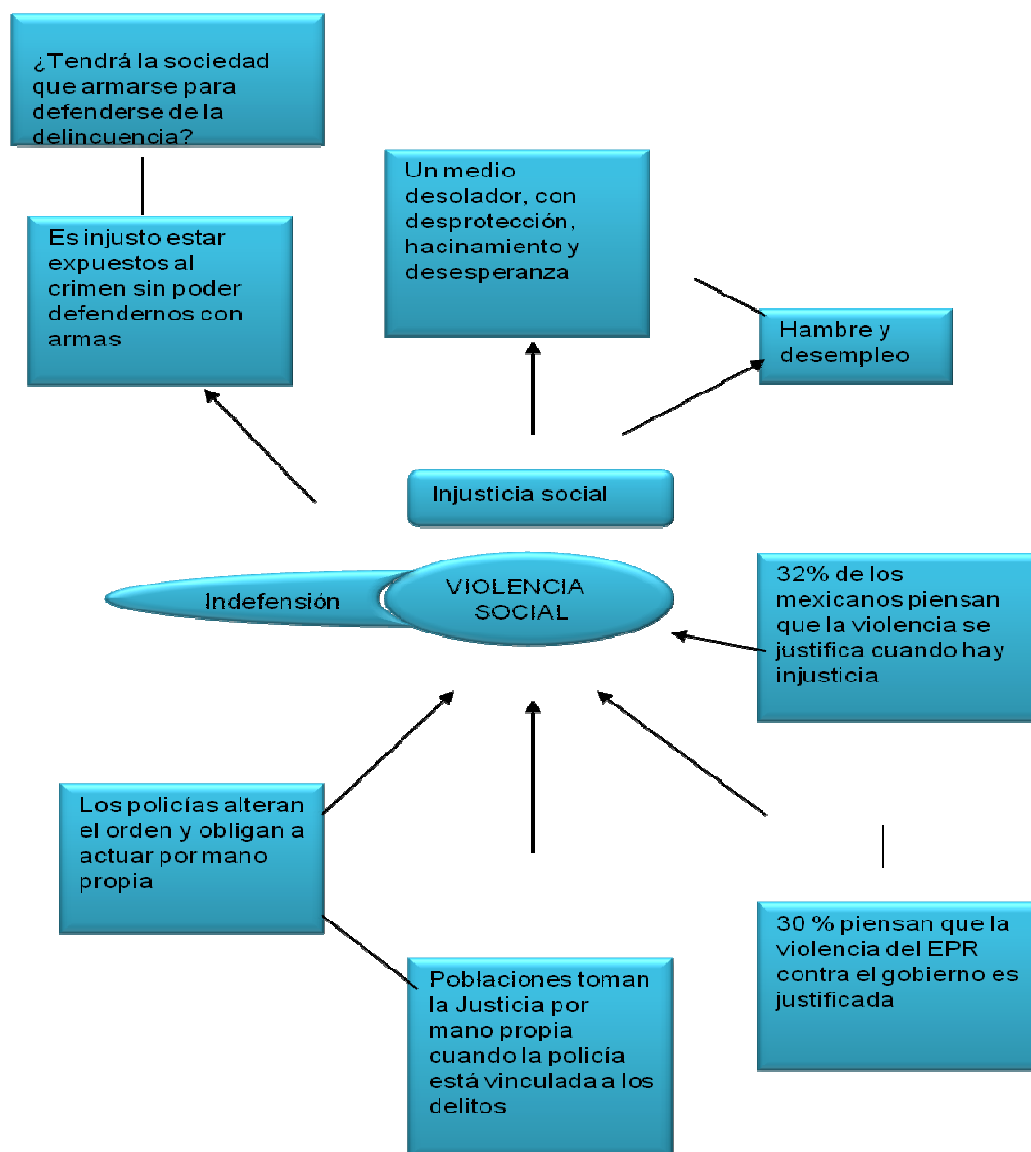 ¿Tendrá la sociedad
que armarse para
defenderse de la
delincuencia?
Un medio
desolador, con
desprotección,
hacinamiento y
desesperanza
Es injusto estar
expuestos al
crimen sin poder
defendernos con
armas
Hambre y
desempleo
Injusticia social
Indefensión
VIOLENCIA
SOCIAL
32% de los
mexicanos piensan
que la violencia se
justifica cuando hay
injusticia
Los policías alteran
el orden y obligan a
actuar por mano
propia
30 % piensan que la
violencia del EPR
contra el gobierno es
justificada
Poblaciones toman
la Justicia por
mano propia
cuando la policía
está vinculada a los
delitos